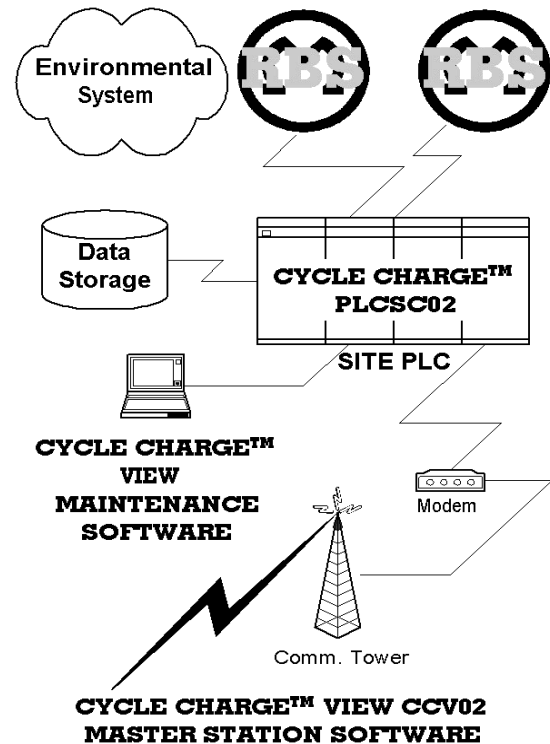 Environmental
System
RBS
RBS
Data
Storage
CYCLE CHARGE™
PLCSC02
SITE PLC
CYCLE CHARGE™
VIEW
MAINTENANCE
SOFTWARE
Modem
Comm. Tower
CYCLE CHARGE™ VIEW CCV02
MASTER STATION SOFTWARE